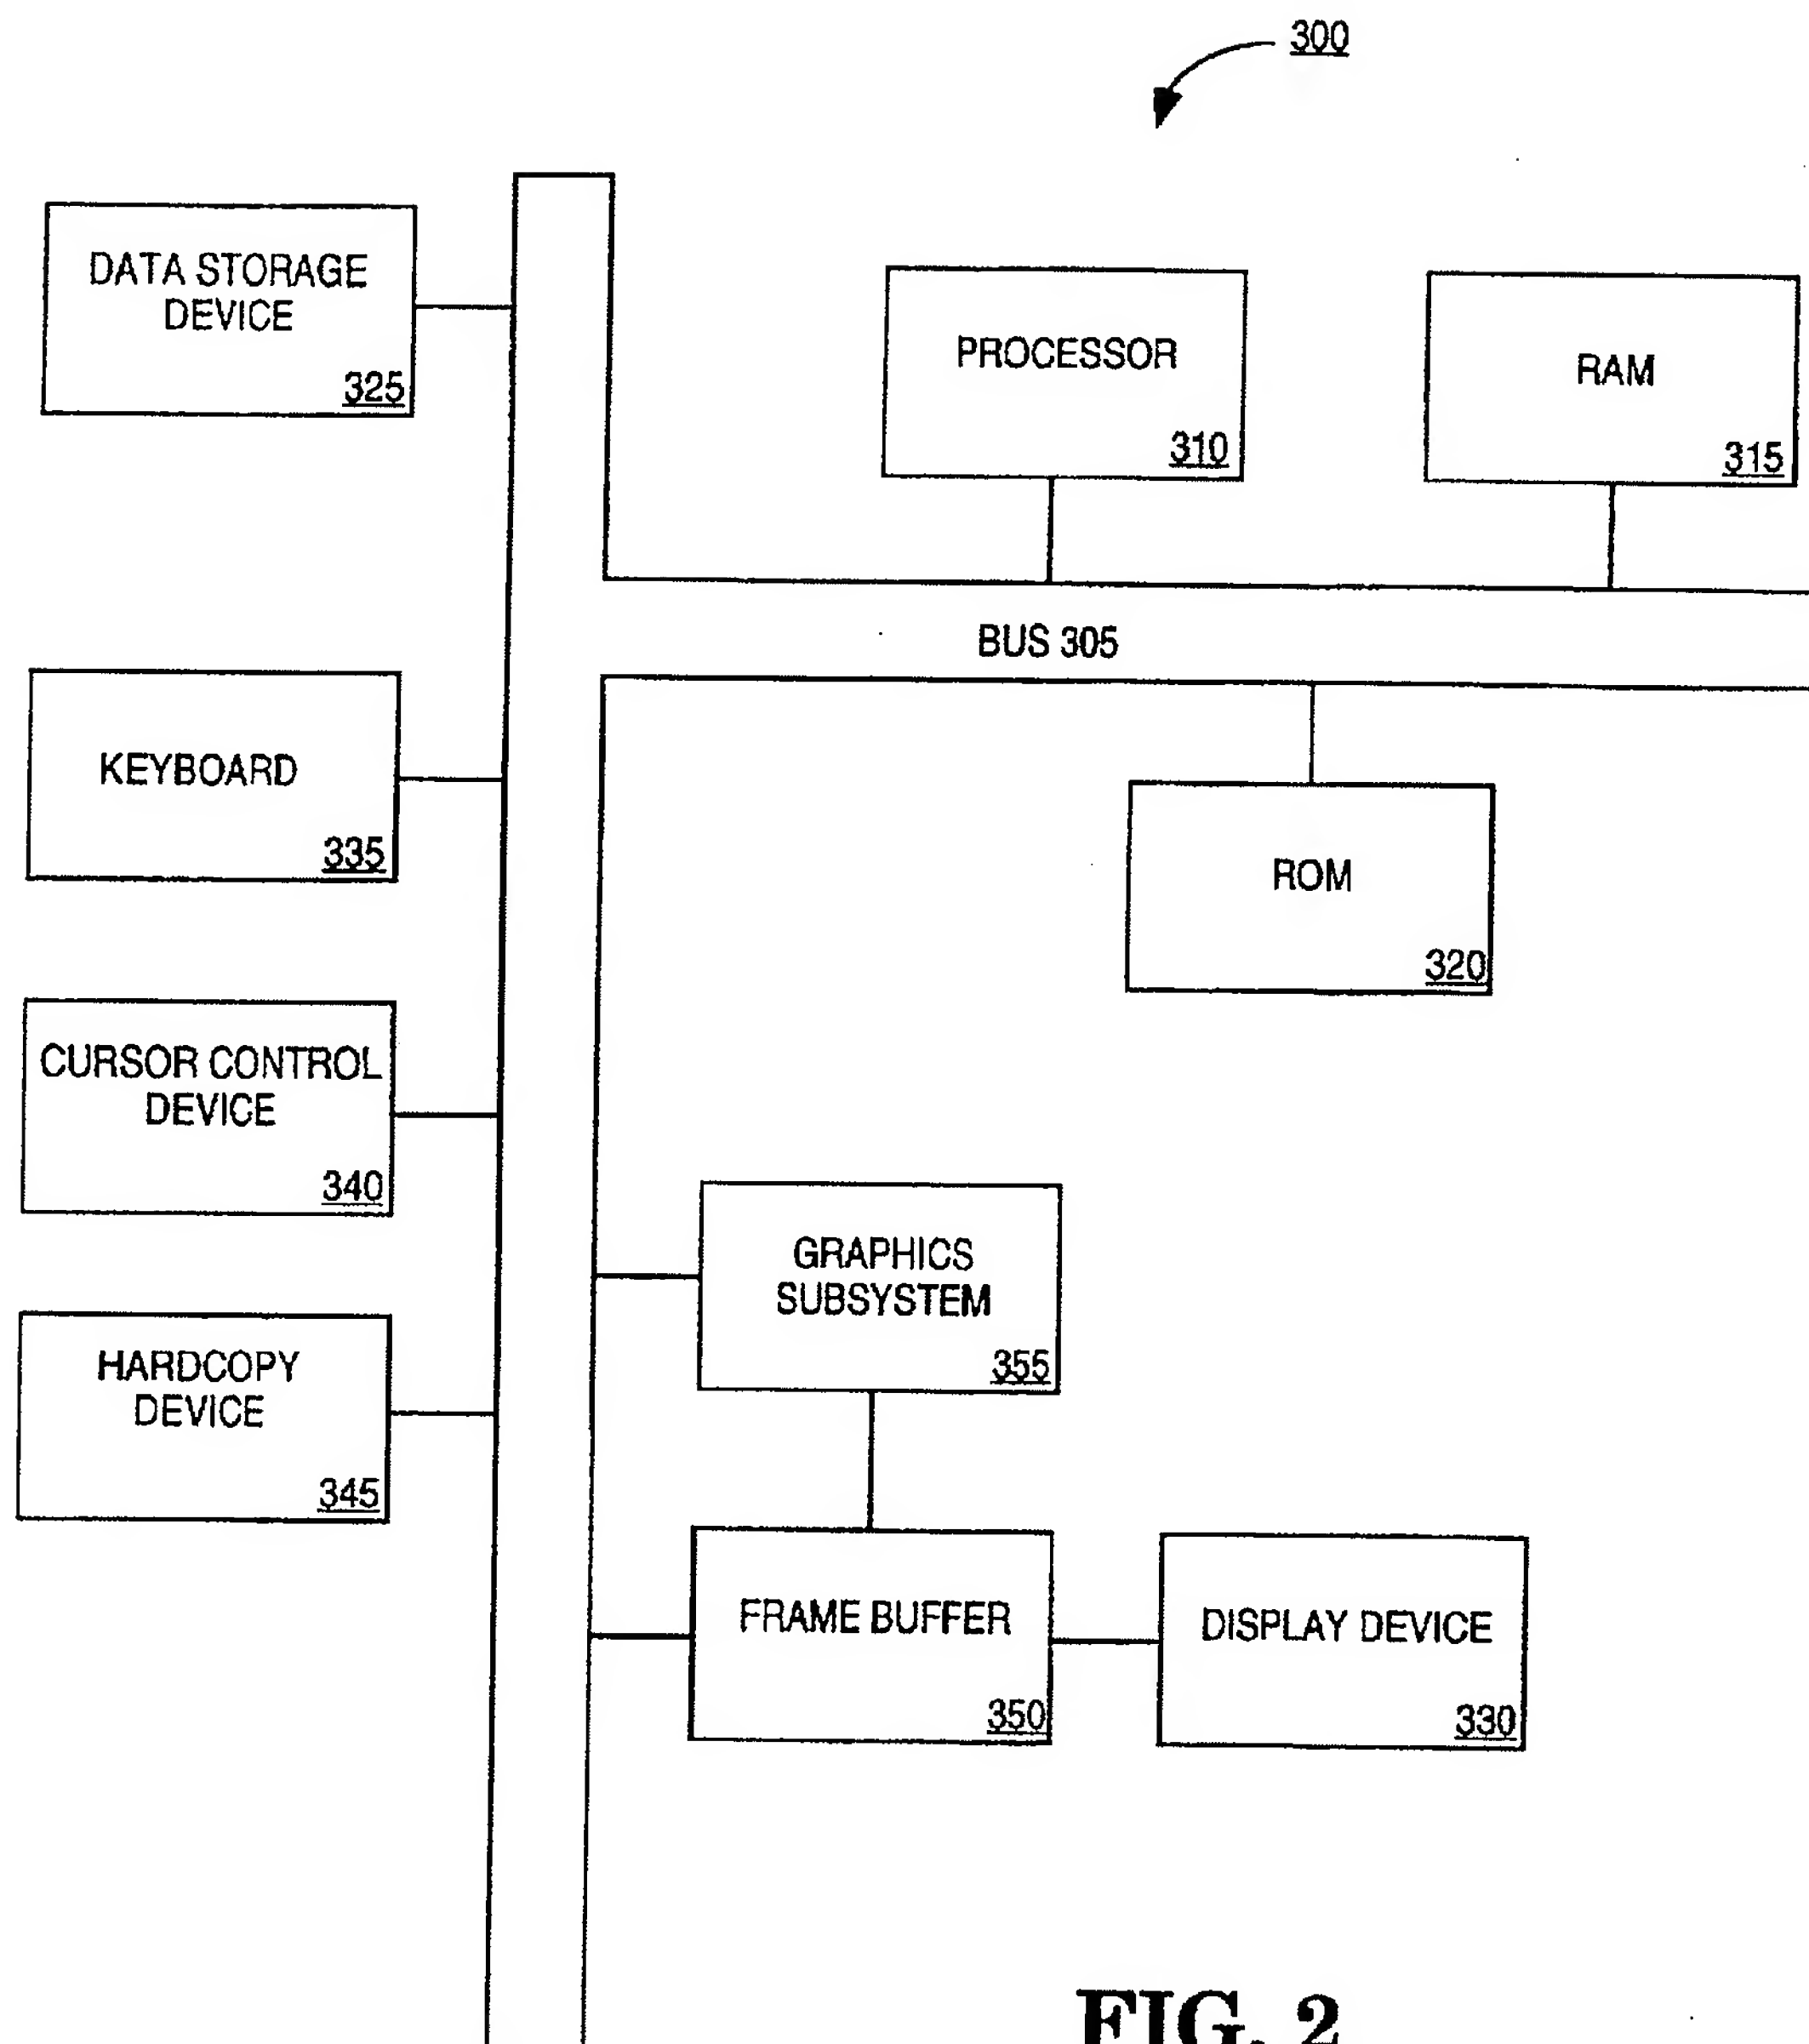 300
DATA STORAGE
DEVICE
325
PROCESSOR
310
RAM
315
BUS 305
KEYBOARD
335
ROM
320
CURSOR CONTROL
DEVICE
340
GRAPHICS
SUBSYSTEM
355
HARDCOPY
DEVICE
345
FRAME BUFFER
350
DISPLAY DEVICE
330
FIG. 2